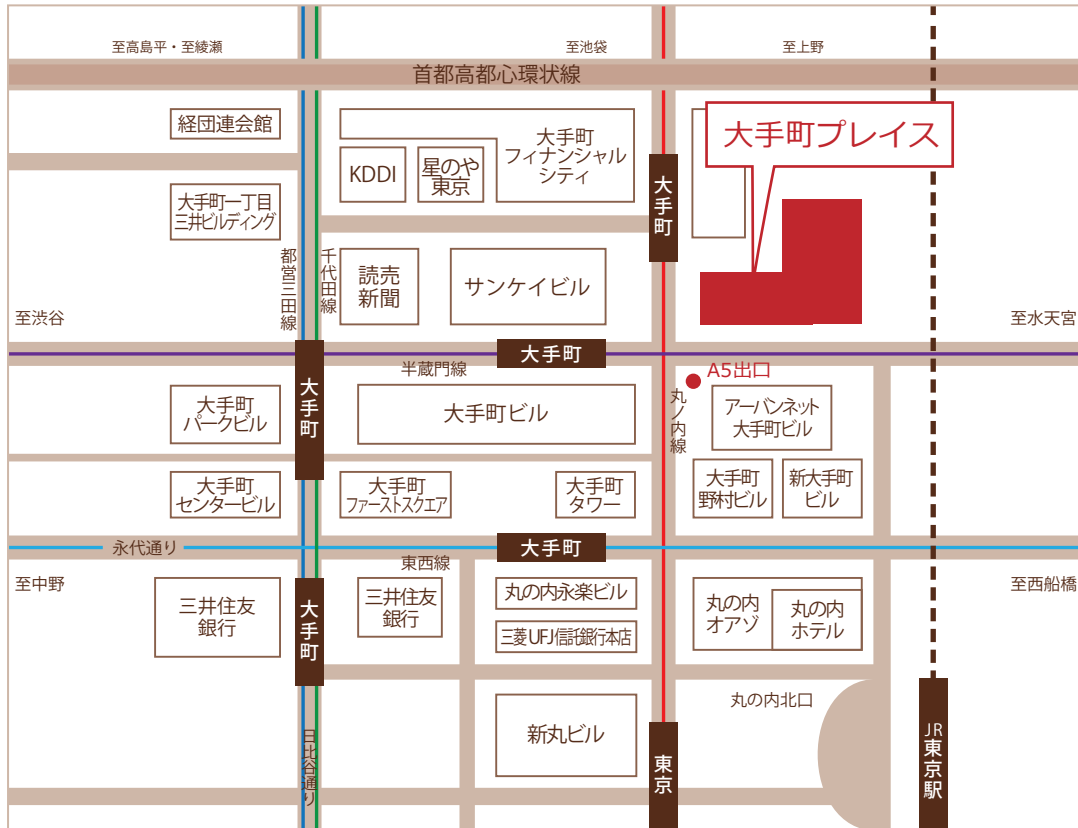 至高島平・至綾瀬
至池袋
至上野
首都高都心環状線
経団連会館
大手町
フィナンシャル
シティ
大手町プレイス
KDDI
星のや
東京
大手町
大手町一丁目
三井ビルディング
都営三田線
千代田線
読売
新聞
サンケイビル
至渋谷
至水天宮
大手町
半蔵門線
大手町
A5出口
丸ノ内線
大手町
パークビル
大手町ビル
アーバンネット
大手町ビル
大手町
センタービル
大手町
ファーストスクエア
大手町
タワー
大手町
野村ビル
新大手町
ビル
永代通り
大手町
東西線
至中野
至西船橋
三井住友
銀行
大手町
三井住友
銀行
丸の内永楽ビル
三菱UFJ信託銀行本店
丸の内
オアゾ
丸の内
ホテル
丸の内北口
新丸ビル
日比谷通り
東京
JR東京駅